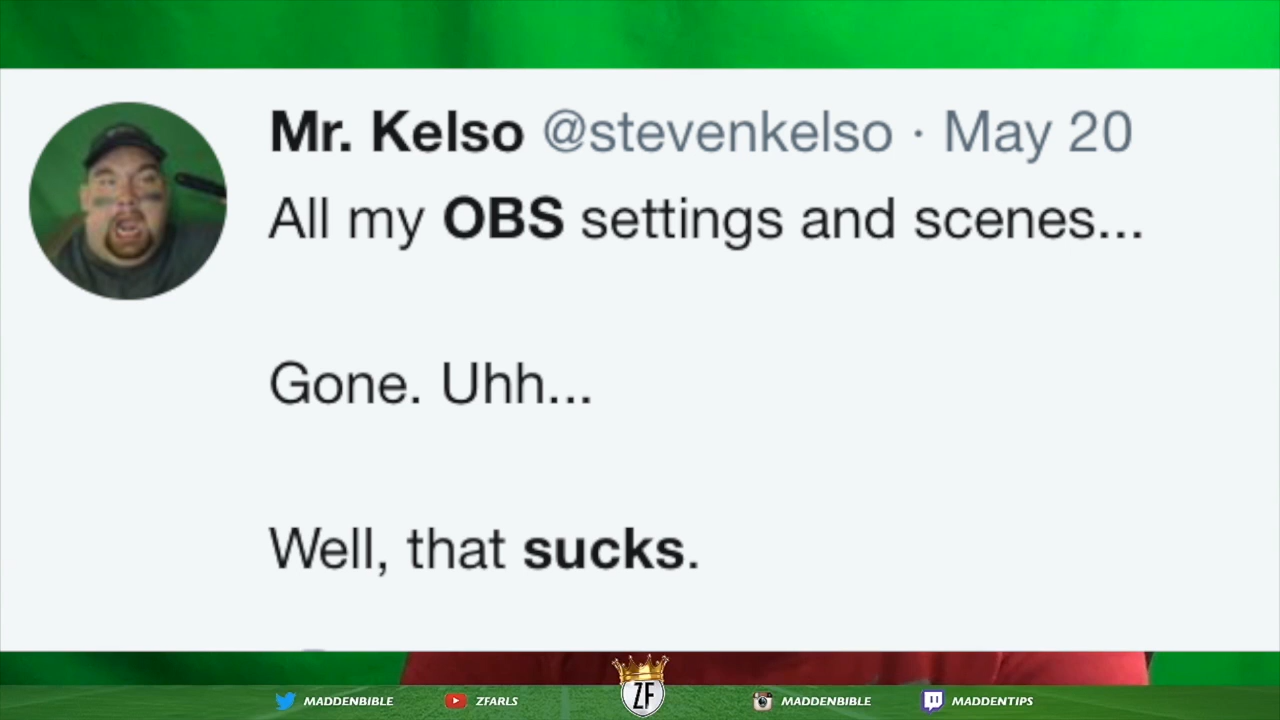 Mr. Kelso @stevenkelso · May 20
All my OBS settings and scenes...
Gone. Uhh...
Well, that sucks.
MADDENBIBLE ZFARLS ZF MADDENBIBLE MADDENTIPS